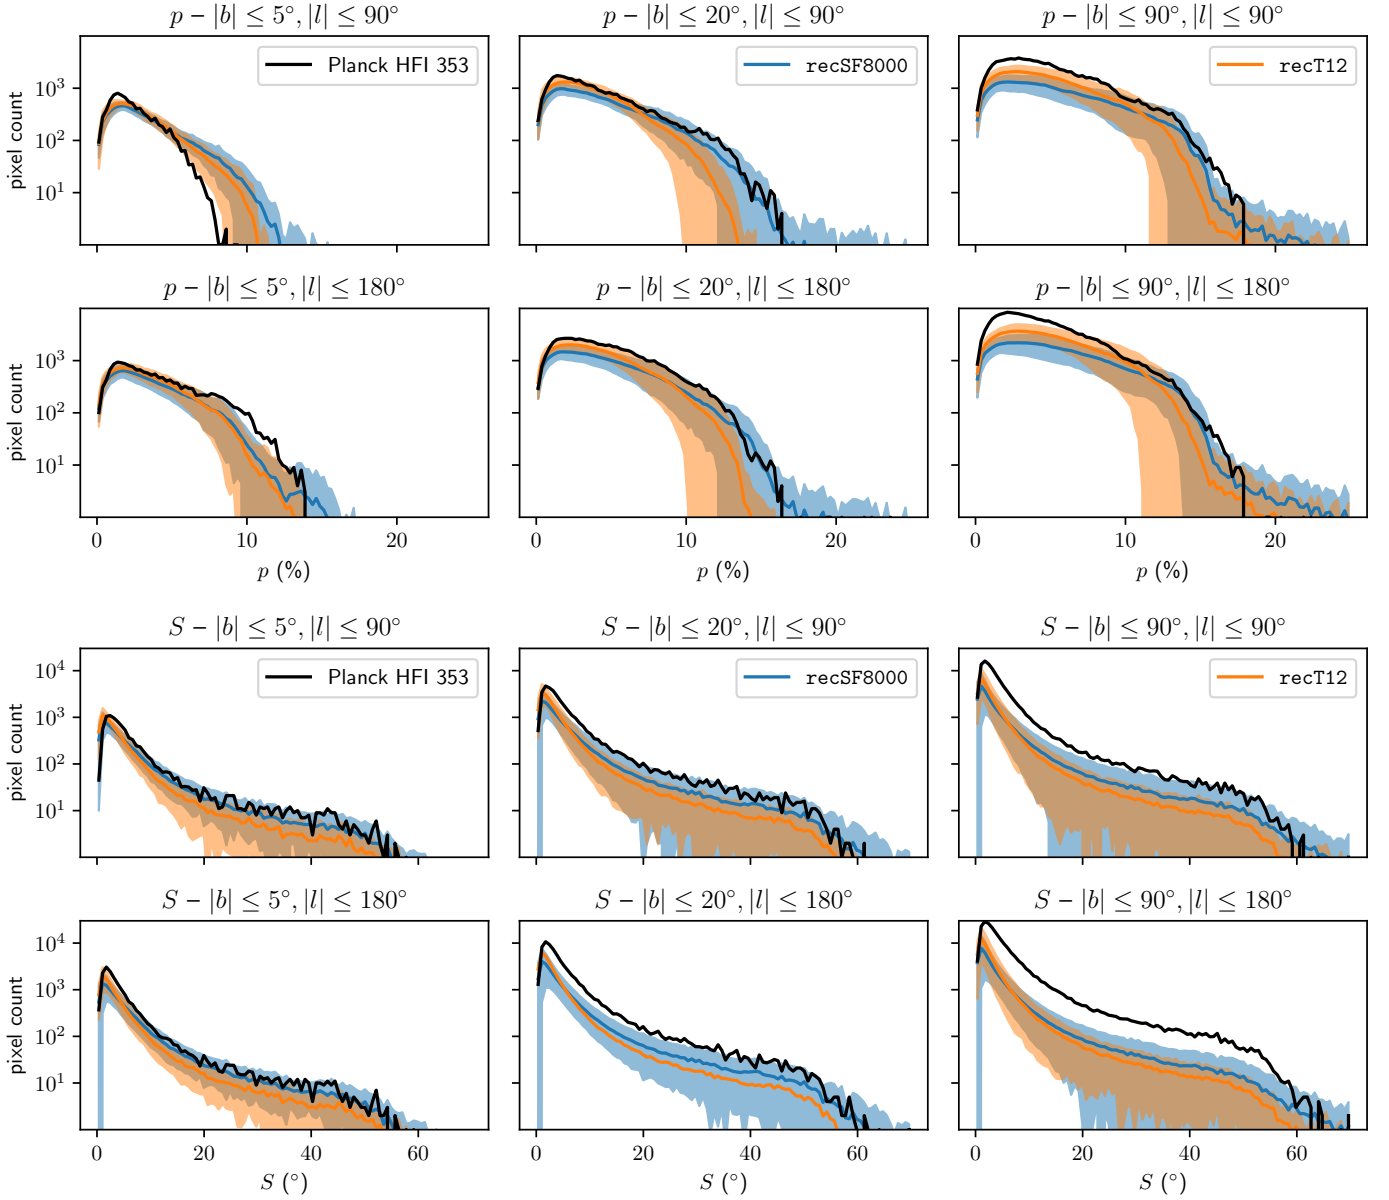 p − |b| ≤ 5°, |l| ≤ 90°
p − |b| ≤ 20°, |l| ≤ 90°
p − |b| ≤ 90°, |l| ≤ 90°
Planck HFI 353
recSF8000
recT12
pixel count
10³
10²
10¹
0
10
20
0
10
20
0
10
20
p − |b| ≤ 5°, |l| ≤ 180°
p − |b| ≤ 20°, |l| ≤ 180°
p − |b| ≤ 90°, |l| ≤ 180°
pixel count
10³
10²
10¹
p (%)
p (%)
p (%)
S − |b| ≤ 5°, |l| ≤ 90°
S − |b| ≤ 20°, |l| ≤ 90°
S − |b| ≤ 90°, |l| ≤ 90°
Planck HFI 353
recSF8000
recT12
pixel count
10⁴
10³
10²
10¹
S − |b| ≤ 5°, |l| ≤ 180°
S − |b| ≤ 20°, |l| ≤ 180°
S − |b| ≤ 90°, |l| ≤ 180°
pixel count
10⁴
10³
10²
10¹
0
20
40
60
0
20
40
60
0
20
40
60
S (°)
S (°)
S (°)